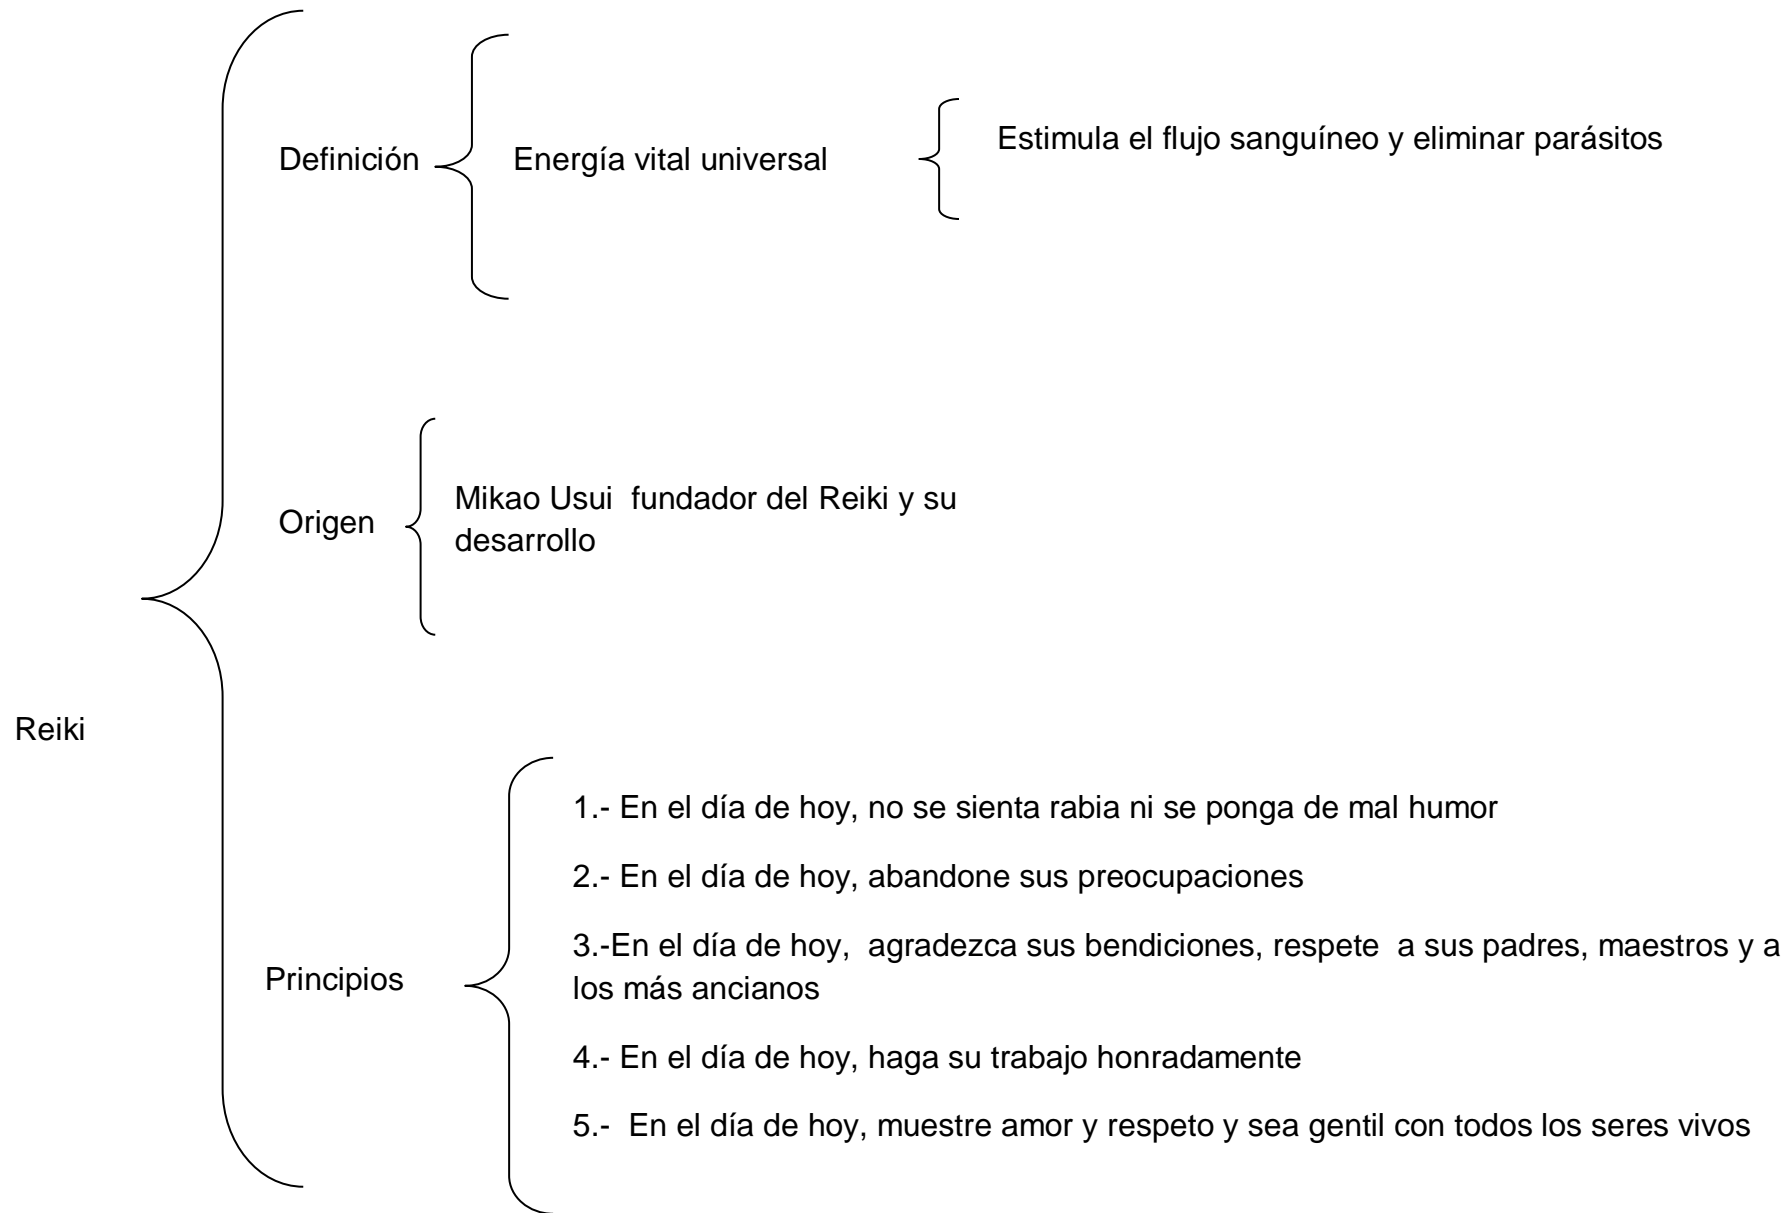 Reiki
Definición
Energía vital universal
Estimula el flujo sanguíneo y eliminar parásitos
Origen
Mikao Usui  fundador del Reiki y su
desarrollo
Principios
1.- En el día de hoy, no se sienta rabia ni se ponga de mal humor
2.- En el día de hoy, abandone sus preocupaciones
3.-En el día de hoy,  agradezca sus bendiciones, respete  a sus padres, maestros y a
los más ancianos
4.- En el día de hoy, haga su trabajo honradamente
5.-  En el día de hoy, muestre amor y respeto y sea gentil con todos los seres vivos